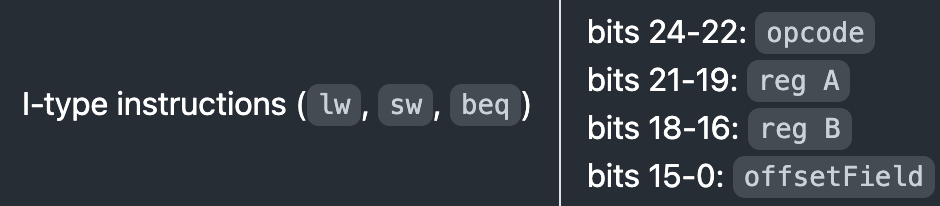 I-type instructions (lw, sw, beq)
bits 24-22: opcode
bits 21-19: reg A
bits 18-16: reg B
bits 15-0: offsetField